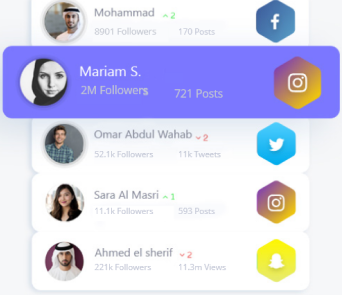 Mohammad 2
8901 Followers 170 Posts
Mariam S.
2M Followers 721 Posts
Omar Abdul Wahab 2
52.1k Followers 11k Tweets
Sara Al Masri 1
11.1k Followers 593 Posts
Ahmed el sherif 2
221k Followers 11.3m Views